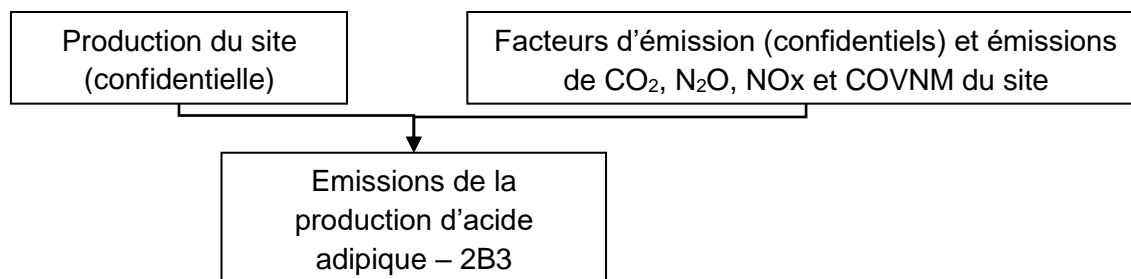 Production du site
(confidentielle)
Facteurs d’émission (confidentiels) et émissions
de CO₂, N₂O, NOx et COVNM du site
Emissions de la
production d’acide
adipique – 2B3